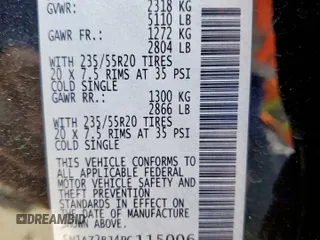 GVWR: 2318 KG
5110 LB
GAWR FR.: 1272 KG
2804 LB
WITH 235/55R20 TIRES
20 X 7.5 RIMS AT 35 PSI
COLD SINGLE
GAWR RR.: 1300 KG
2866 LB
WITH 235/55R20 TIRES
20 X 7.5 RIMS AT 35 PSI
COLD SINGLE
THIS VEHICLE CONFORMS TO
ALL APPLICABLE FEDERAL
MOTOR VEHICLE SAFETY
STANDARDS IN EFFECT ON
THE DATE OF MANUFACTURE
SHOWN ABOVE.
DREAMBID